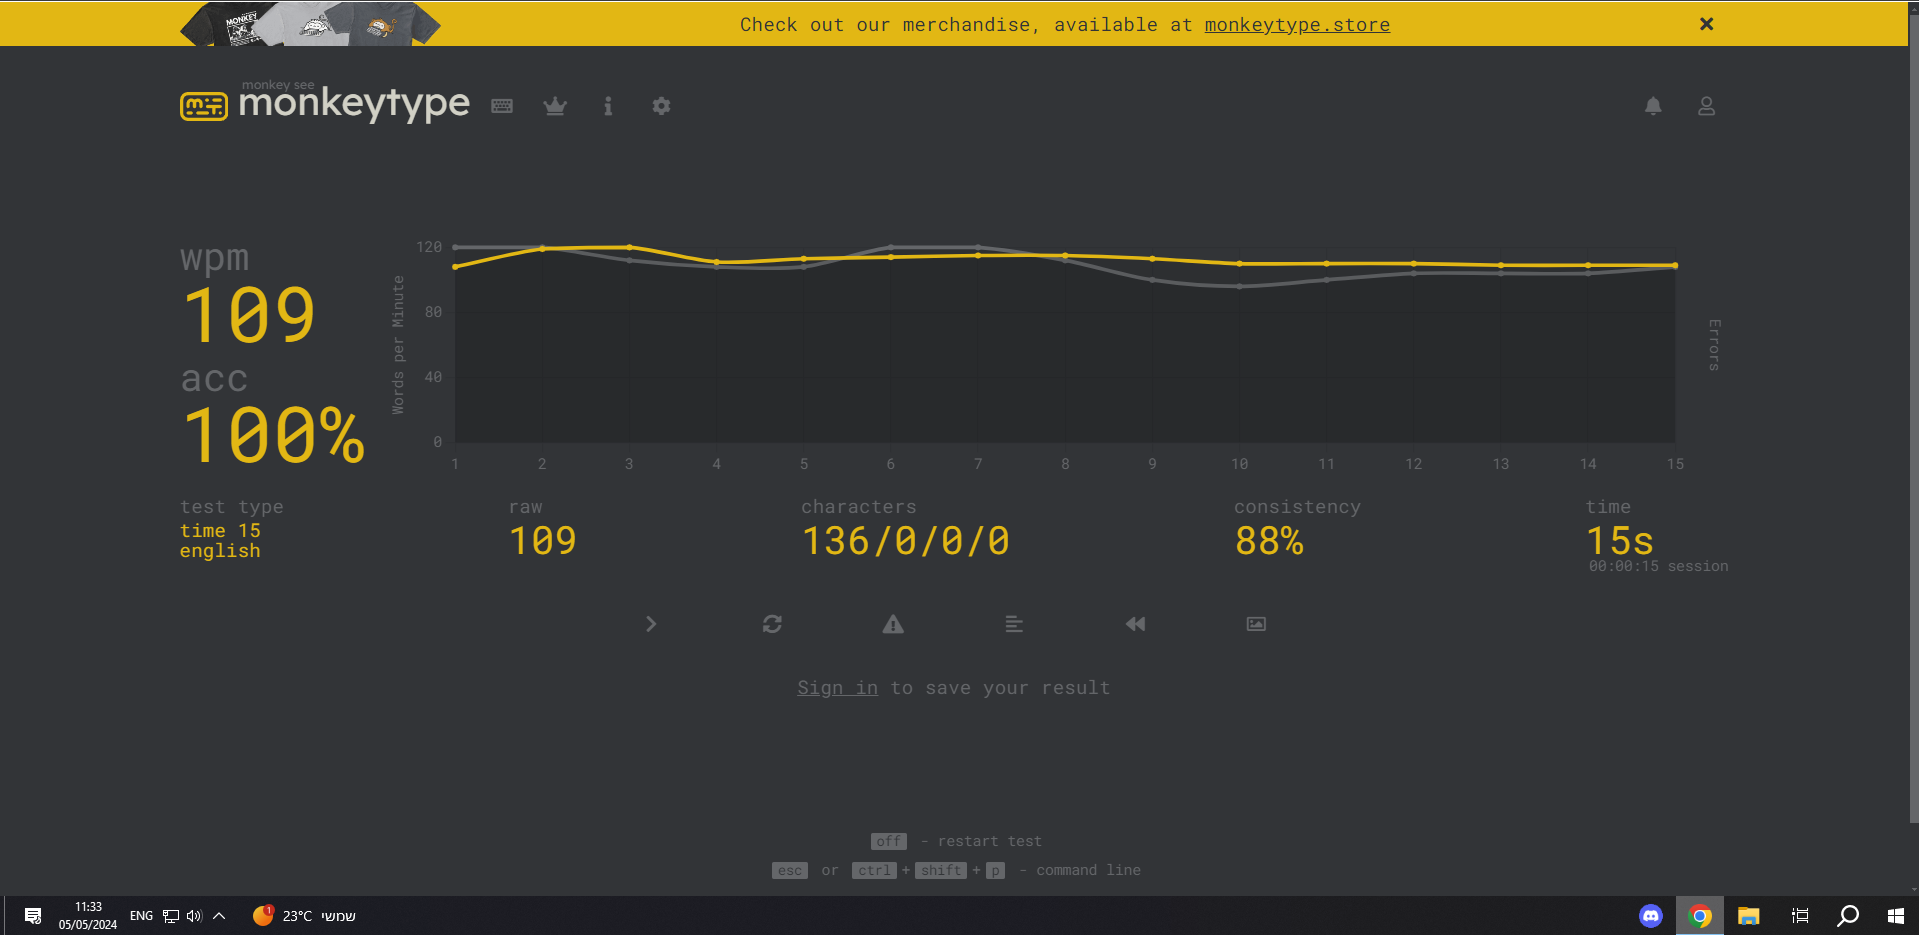 MONKEY
Check out our merchandise, available at monkeytype.store
monkey see
monkeytype
wpm
109
acc
100%
Words per Minute
120
80
40
0
1 2 3 4 5 6 7 8 9 10 11 12 13 14 15
Errors
test type
time 15
english
raw
109
characters
136/0/0/0
consistency
88%
time
15s
00:00:15 session
Sign in to save your result
off - restart test
esc or ctrl + shift + p - command line
11:33
05/05/2024
ENG
1
23°C שמשי